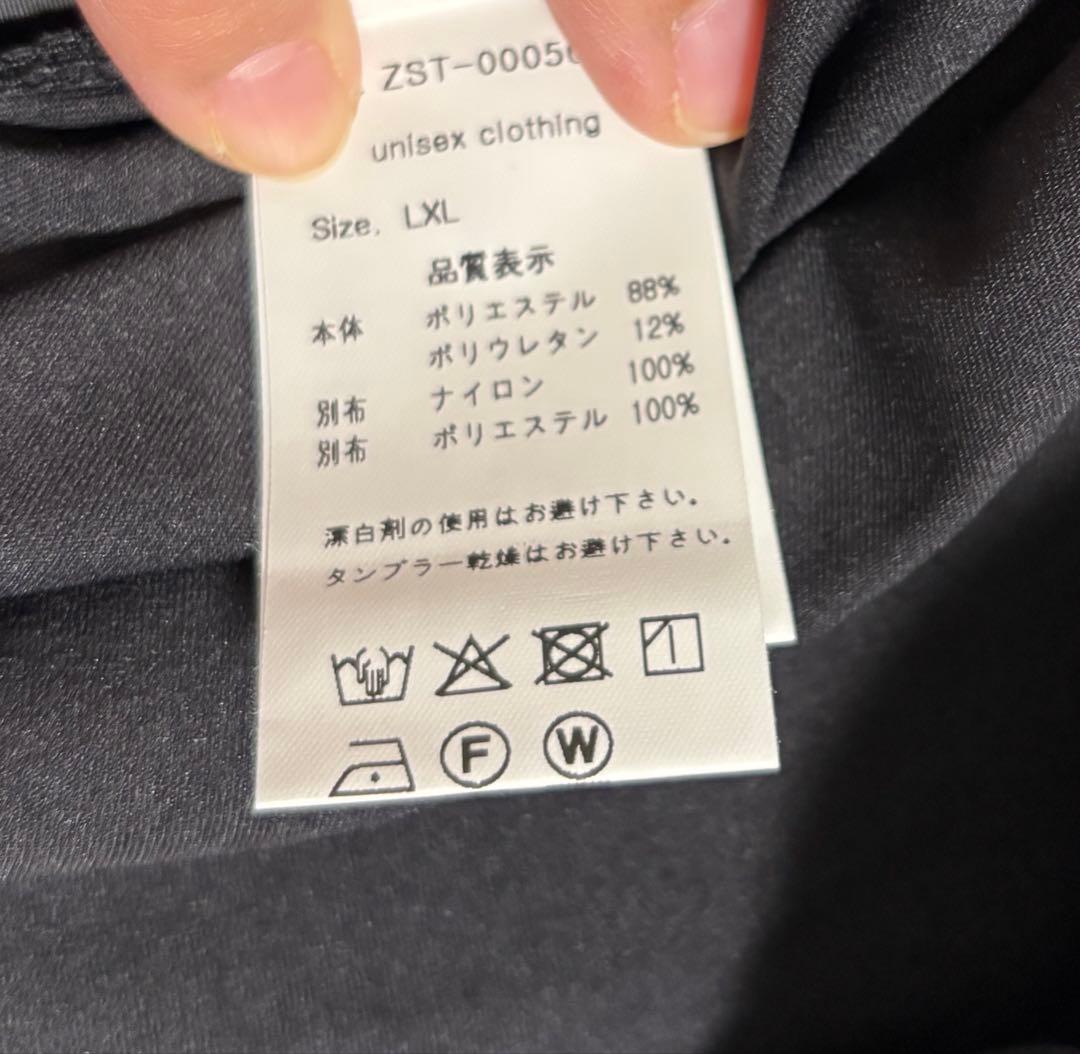 ZST-0005
unisex clothing
Size. LXL
品質表示
本体 ポリエステル 88%
ポリウレタン 12%
別布 ナイロン 100%
別布 ポリエステル 100%
漂白剤の使用はお避け下さい。
タンブラー乾燥はお避け下さい。
F W